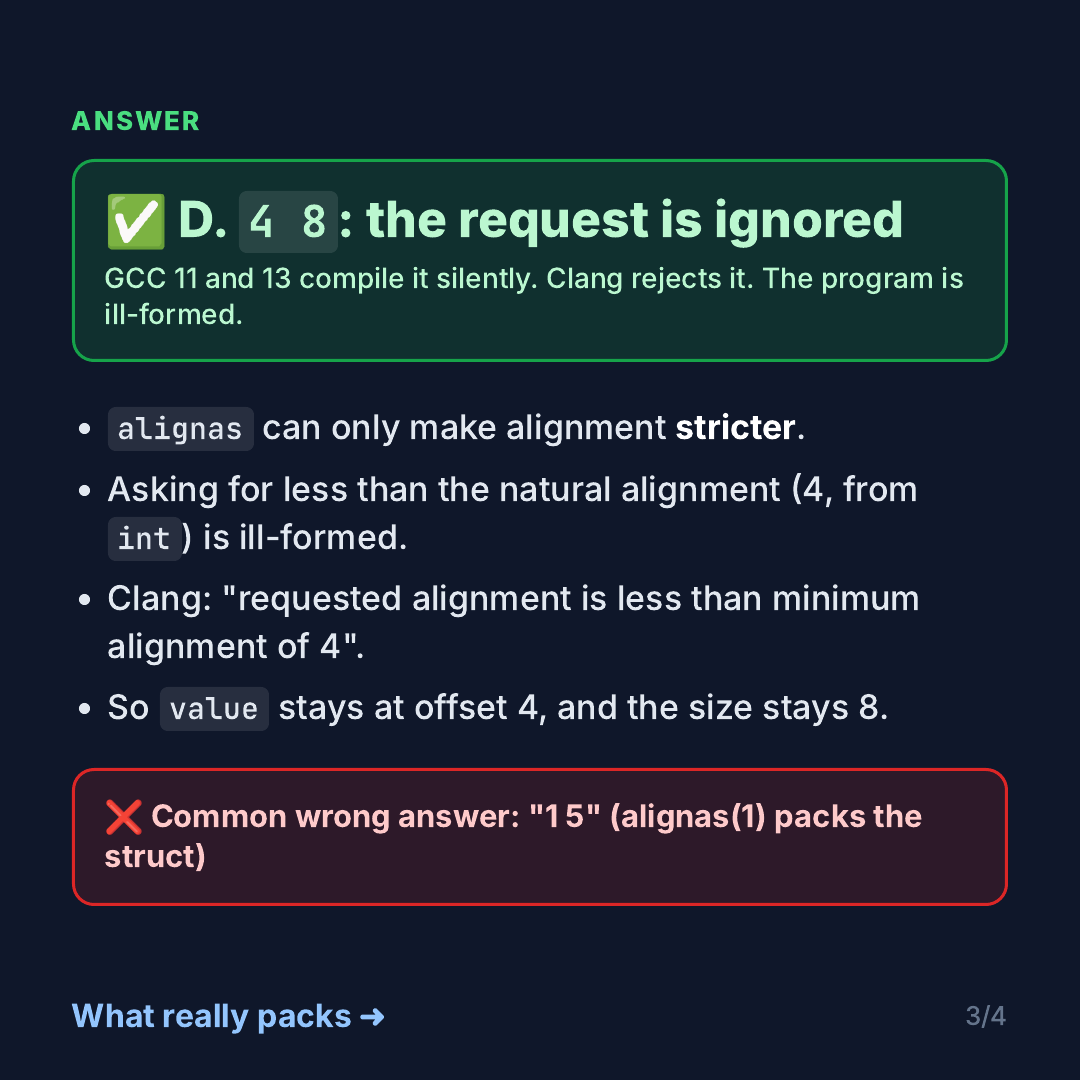 ANSWER
✅ D. 4 8: the request is ignored
GCC 11 and 13 compile it silently. Clang rejects it. The program is
ill-formed.
• alignas can only make alignment stricter.
• Asking for less than the natural alignment (4, from
int) is ill-formed.
• Clang: "requested alignment is less than minimum
alignment of 4".
• So value stays at offset 4, and the size stays 8.
❌ Common wrong answer: "1 5" (alignas(1) packs the
struct)
What really packs ➜
3/4